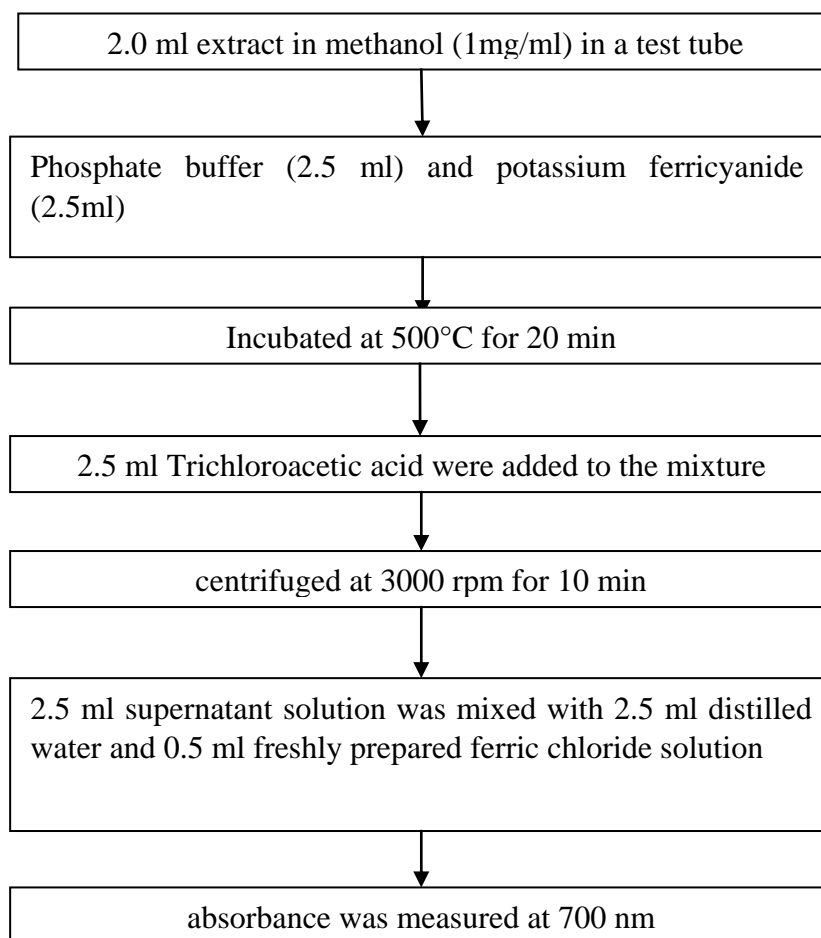 2.0 ml extract in methanol (1mg/ml) in a test tube
Phosphate buffer (2.5 ml) and potassium ferricyanide
(2.5ml)
Incubated at 500°C for 20 min
2.5 ml Trichloroacetic acid were added to the mixture
centrifuged at 3000 rpm for 10 min
2.5 ml supernatant solution was mixed with 2.5 ml distilled
water and 0.5 ml freshly prepared ferric chloride solution
absorbance was measured at 700 nm